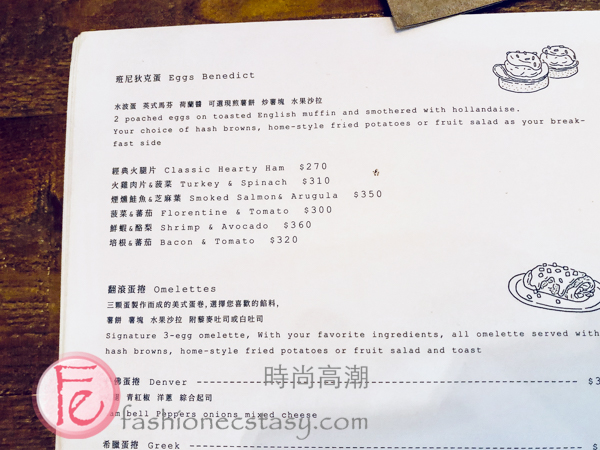 班尼狄克蛋 Eggs Benedict
水波蛋 英式馬芬 荷蘭醬 可選現煎薯餅 炒薯塊 水果沙拉
2 poached eggs on toasted English muffin and smothered with hollandaise.
Your choice of hash browns, home-style fried potatoes or fruit salad as your break-
fast side
經典火腿片 Classic Hearty Ham $270
火雞肉片&菠菜 Turkey & Spinach $310
煙燻鮭魚&芝麻葉 Smoked Salmon& Arugula $350
菠菜&蕃茄 Florentine & Tomato $300
鮮蝦&酪梨 Shrimp & Avocado $360
培根&蕃茄 Bacon & Tomato $320
翻滾蛋捲 Omelettes
三顆蛋製作而成的美式蛋卷,選擇您喜歡的餡料,
薯餅 薯塊 水果沙拉 附藜麥吐司或白吐司
Signature 3-egg omelette, With your favorite ingredients, all omelette served with
hash browns, home-style fried potatoes or fruit salad and toast
佛蛋捲 Denver $3
青紅椒 洋蔥 綜合起司
bell Peppers onions mixed cheese
希臘蛋捲 Greek $
Fe
時尚高潮
fashionecstasy.com